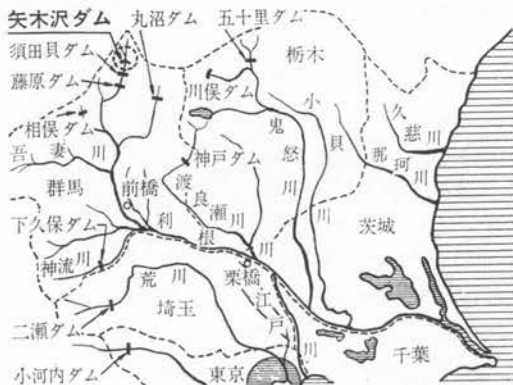 矢木沢ダム
丸沼ダム
五十里ダム
須田貝ダム
栃木
藤原ダム
川俣ダム
小貝川
久慈川
相俣ダム
鬼怒川
那珂川
吾妻川
神戸ダム
群馬
前橋
渡良瀬川
茨城
下久保ダム
利根川
神流川
荒川
栗橋
江戸川
埼玉
二瀬ダム
千葉
小河内ダム
東京